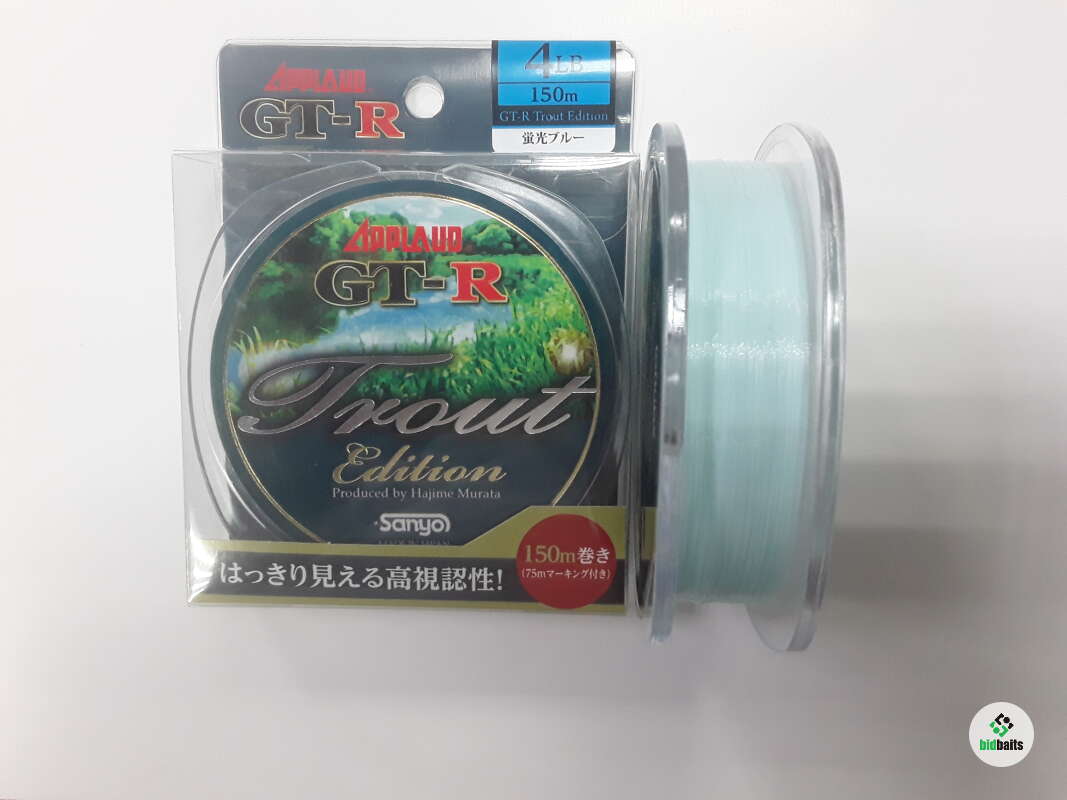 APPLAUD
GT-R
4LB
150m
GT-R Trout Edition
蛍光ブルー
APPLAUD
GT-R
Trout
Edition
Produced by Hajime Murata
Sanyo
はっきり見える高視認性!
150m巻き
(75mマーキング付き)
bidbaits